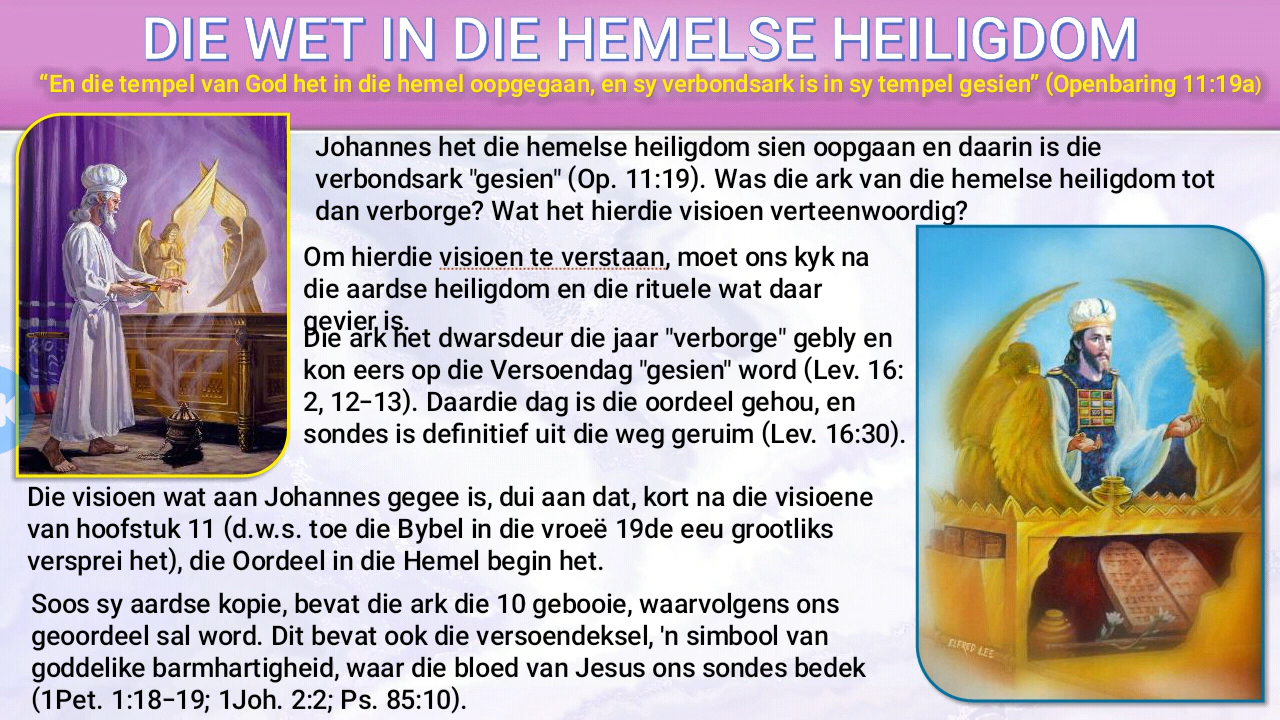 DIE WET IN DIE HEMELSE HEILIGDOM
“En die tempel van God het in die hemel oopgegaan, en sy verbondsark is in sy tempel gesien” (Openbaring 11:19a)
Johannes het die hemelse heiligdom sien oopgaan en daarin is die
verbondsark "gesien" (Op. 11:19). Was die ark van die hemelse heiligdom tot
dan verborge? Wat het hierdie visioen verteenwoordig?
Om hierdie visioen te verstaan, moet ons kyk na
die aardse heiligdom en die rituele wat daar
gevier is.
Die ark het dwarsdeur die jaar "verborge" gebly en
kon eers op die Versoendag "gesien" word (Lev. 16:
2, 12–13). Daardie dag is die oordeel gehou, en
sondes is definitief uit die weg geruim (Lev. 16:30).
Die visioen wat aan Johannes gegee is, dui aan dat, kort na die visioene
van hoofstuk 11 (d.w.s. toe die Bybel in die vroeë 19de eeu grootliks
versprei het), die Oordeel in die Hemel begin het.
Soos sy aardse kopie, bevat die ark die 10 gebooie, waarvolgens ons
geoordeel sal word. Dit bevat ook die versoendeksel, 'n simbool van
goddelike barmhartigheid, waar die bloed van Jesus ons sondes bedek
(1Pet. 1:18–19; 1Joh. 2:2; Ps. 85:10).
ELFRED LEE